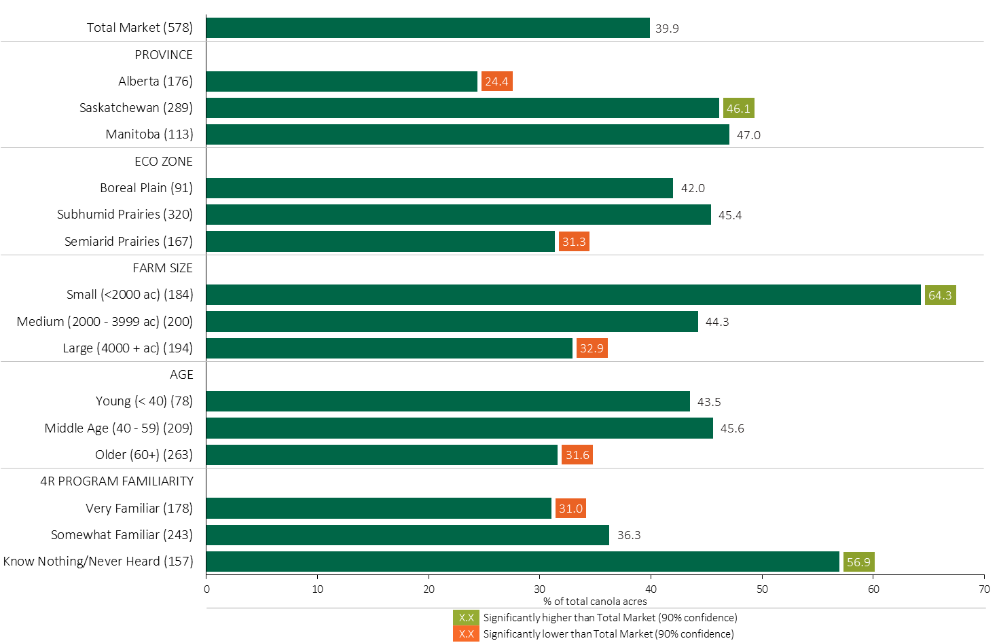 Total Market (578) 39.9
PROVINCE
Alberta (176) 24.4
Saskatchewan (289) 46.1
Manitoba (113) 47.0
ECO ZONE
Boreal Plain (91) 42.0
Subhumid Prairies (320) 45.4
Semiarid Prairies (167) 31.3
FARM SIZE
Small (<2000 ac) (184) 64.3
Medium (2000 - 3999 ac) (200) 44.3
Large (4000 + ac) (194) 32.9
AGE
Young (< 40) (78) 43.5
Middle Age (40 - 59) (209) 45.6
Older (60+) (263) 31.6
4R PROGRAM FAMILIARITY
Very Familiar (178) 31.0
Somewhat Familiar (243) 36.3
Know Nothing/Never Heard (157) 56.9
0 10 20 30 40 50 60 70
% of total canola acres
X.X Significantly higher than Total Market (90% confidence)
X.X Significantly lower than Total Market (90% confidence)